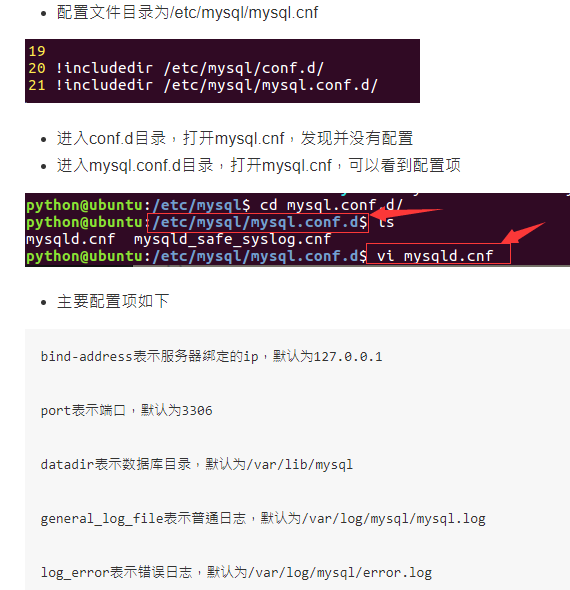 配置文件目录为/etc/mysql/mysql.cnf
19
20 !includedir /etc/mysql/conf.d/
21 !includedir /etc/mysql/mysql.conf.d/
进入conf.d目录，打开mysql.cnf，发现并没有配置
进入mysql.conf.d目录，打开mysql.cnf，可以看到配置项
python@ubuntu:/etc/mysql$ cd mysql.conf.d/
python@ubuntu:/etc/mysql/mysql.conf.d$ ls
mysqld.cnf  mysqld_safe_syslog.cnf
python@ubuntu:/etc/mysql/mysql.conf.d$ vi mysqld.cnf
主要配置项如下
bind-address表示服务器绑定的ip，默认为127.0.0.1
port表示端口，默认为3306
datadir表示数据库目录，默认为/var/lib/mysql
general_log_file表示普通日志，默认为/var/log/mysql/mysql.log
log_error表示错误日志，默认为/var/log/mysql/error.log